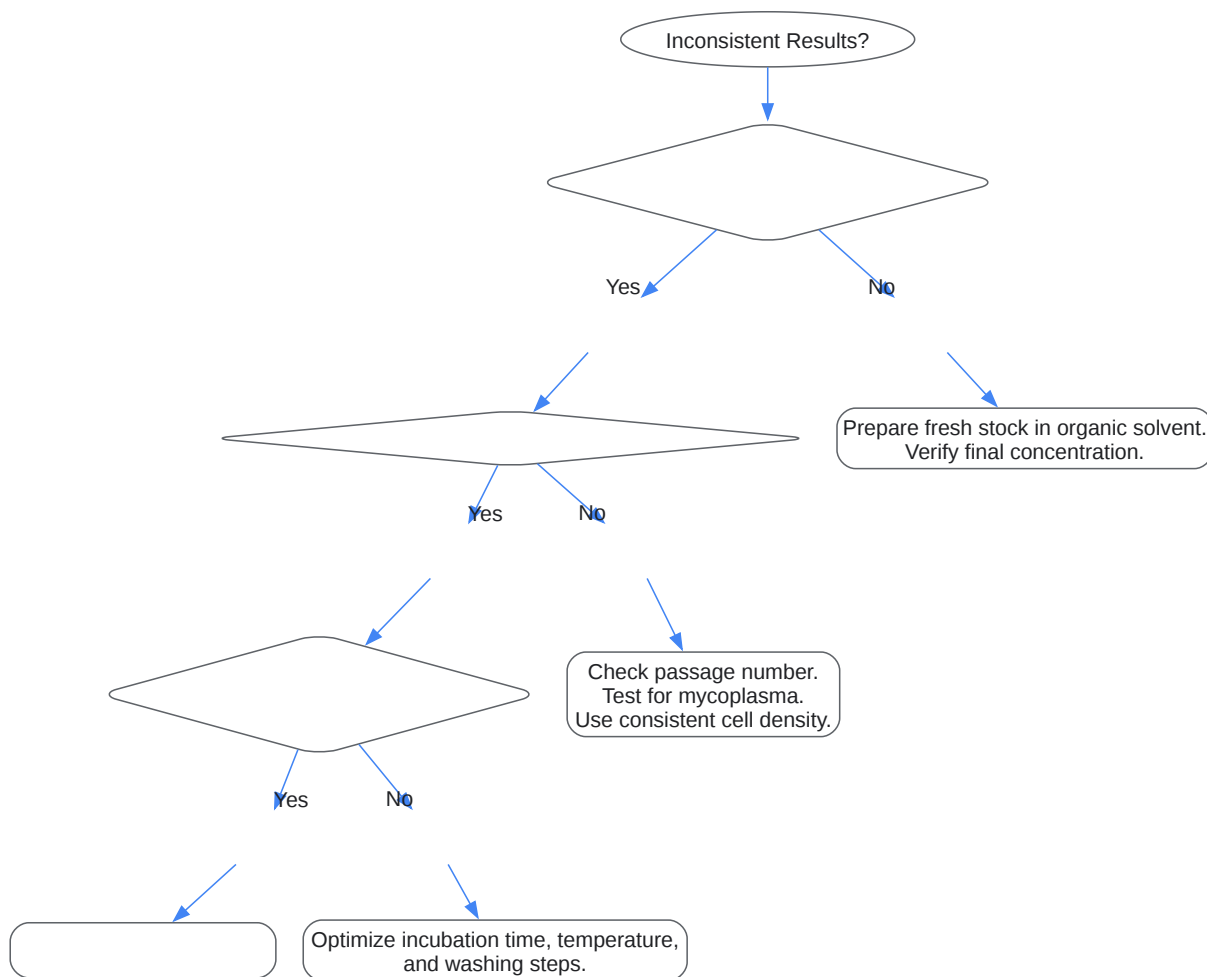 Inconsistent Results?
Yes
No
Prepare fresh stock in organic solvent.
Verify final concentration.
Yes
No
Check passage number.
Test for mycoplasma.
Use consistent cell density.
Yes
No
Optimize incubation time, temperature,
and washing steps.